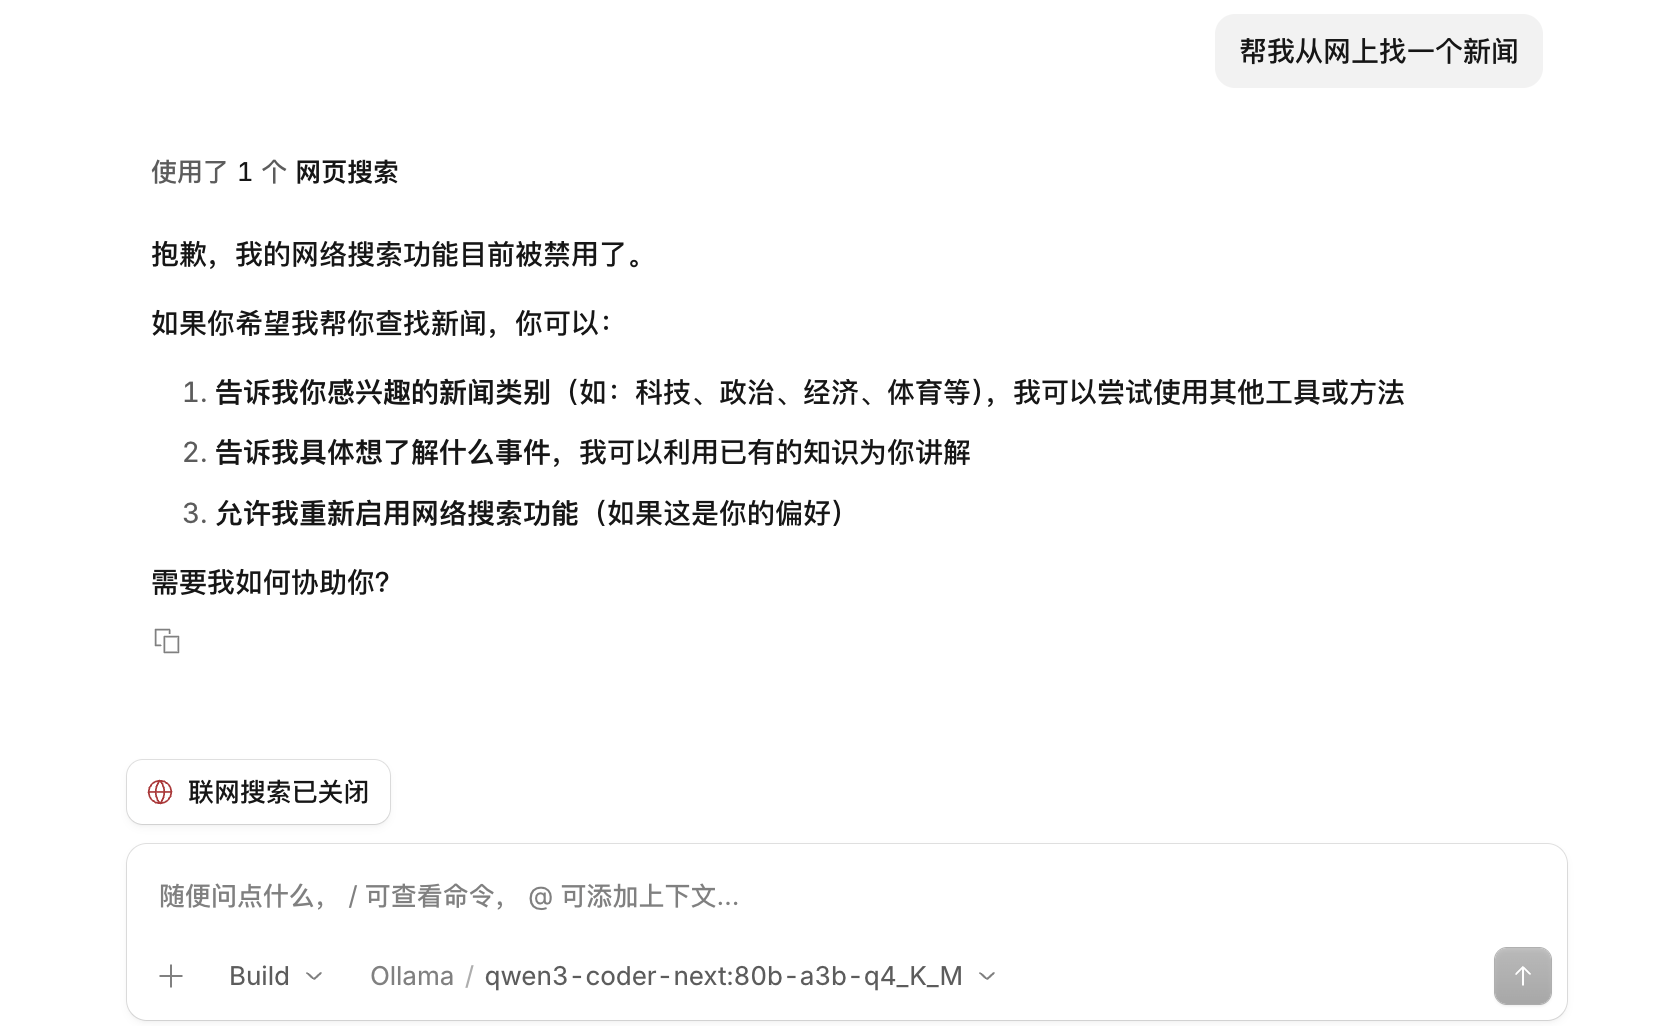 帮我从网上找一个新闻
使用了 1 个 网页搜索
抱歉，我的网络搜索功能目前被禁用了。
如果你希望我帮你查找新闻，你可以：
1. 告诉我你感兴趣的新闻类别（如：科技、政治、经济、体育等），我可以尝试使用其他工具或方法
2. 告诉我具体想了解什么事件，我可以利用已有的知识为你讲解
3. 允许我重新启用网络搜索功能（如果这是你的偏好）
需要我如何协助你？
联网搜索已关闭
随便问点什么， / 可查看命令， @ 可添加上下文...
Build Ollama / qwen3-coder-next:80b-a3b-q4_K_M